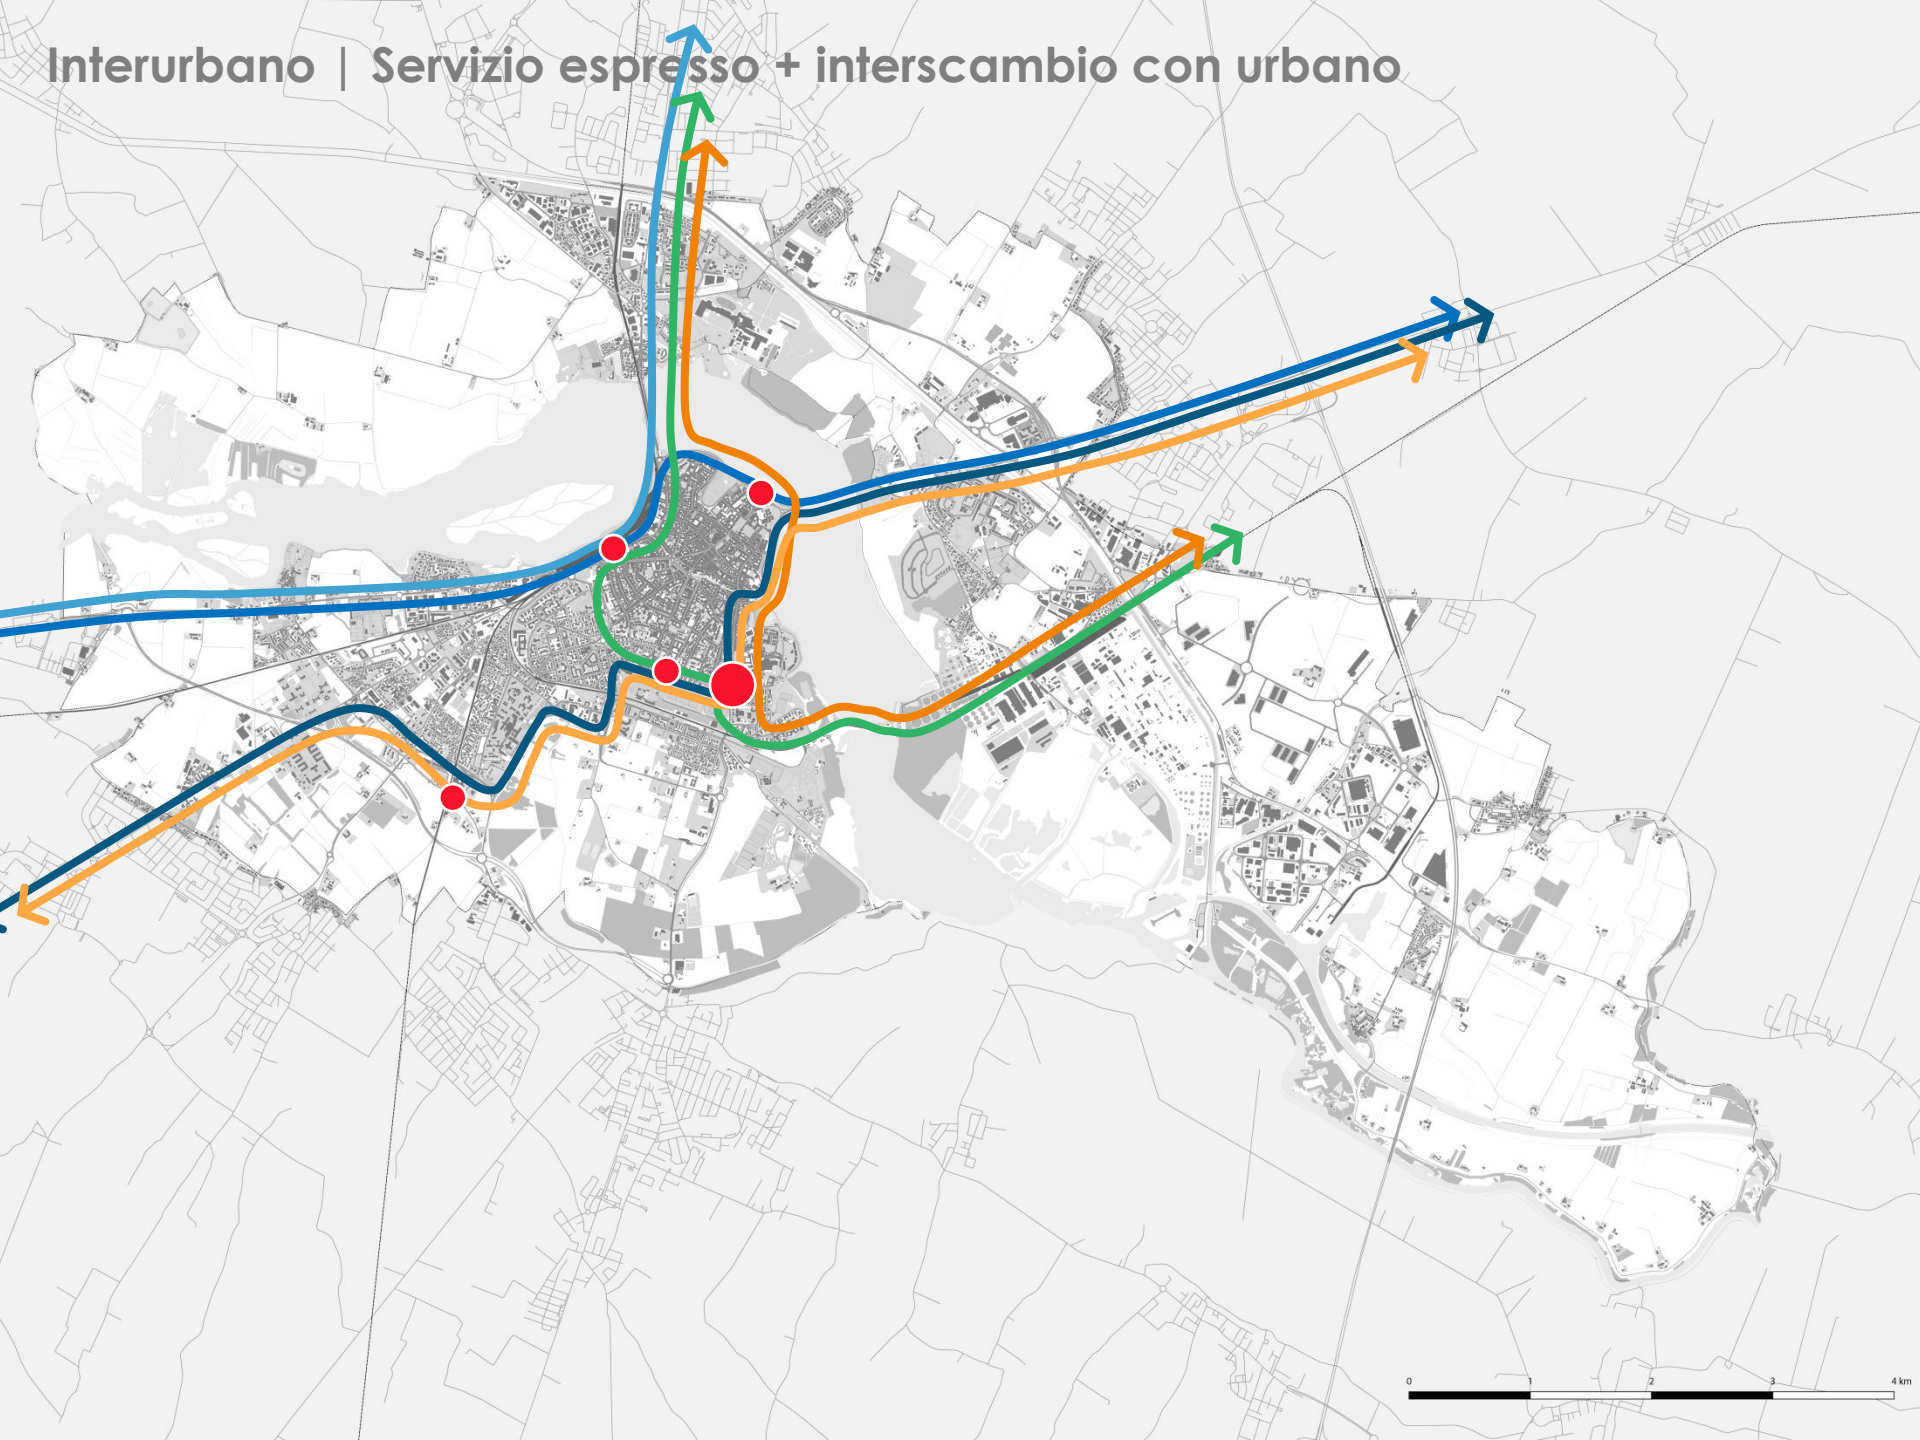 Interurbano | Servizio espresso + interscambio con urbano
0 1 2 3 4 km